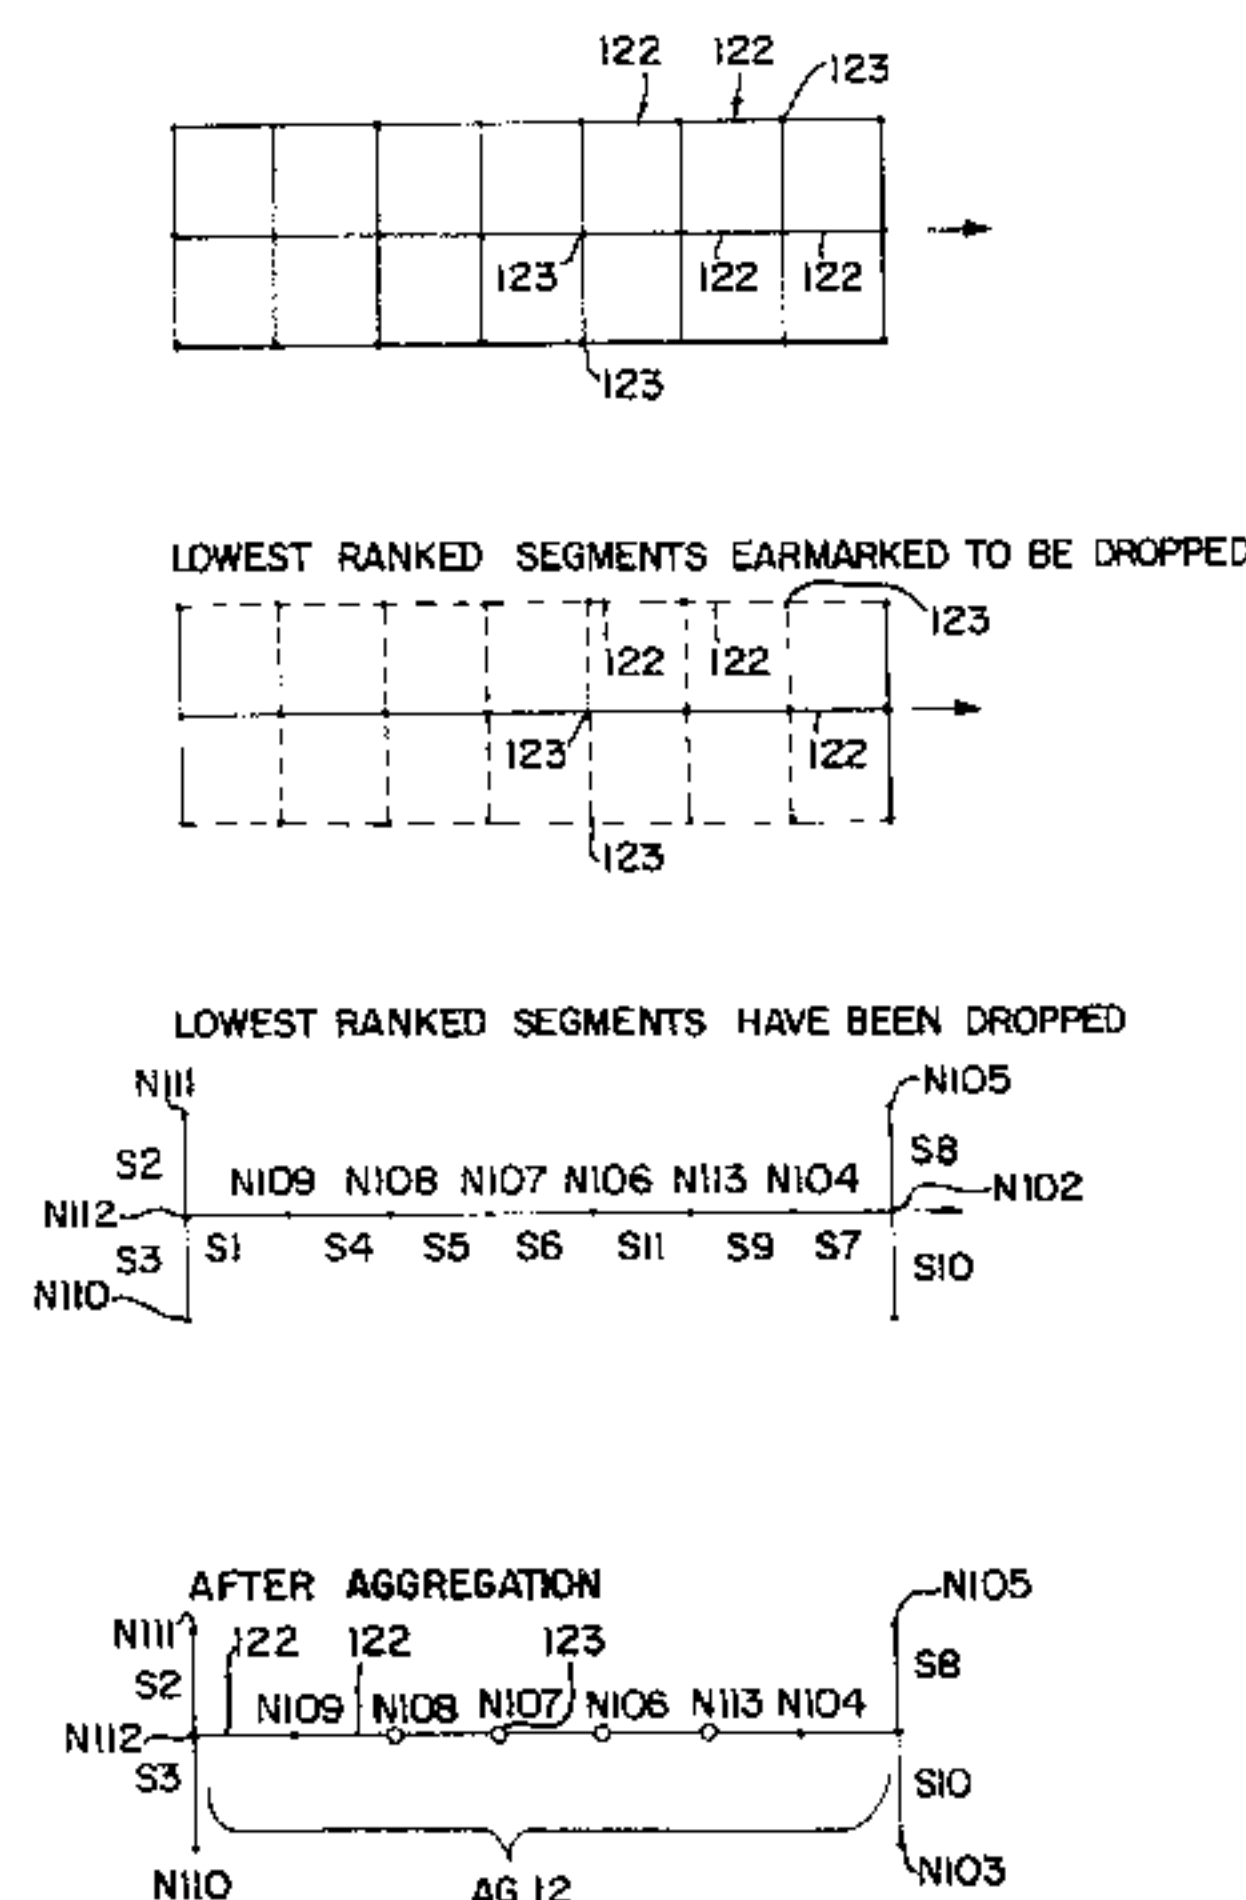 122 122 123
123 122 122
123
LOWEST RANKED SEGMENTS EARMARKED TO BE DROPPED
123
122 122
123 122
123
LOWEST RANKED SEGMENTS HAVE BEEN DROPPED
N111 N105
S2 S8
N109 N108 N107 N106 N113 N104
N112 N102
S3 S1 S4 S5 S6 S11 S9 S7 S10
N110
AFTER AGGREGATION
N105
N111 122 122 123
S2 S8
N109 N108 N107 N106 N113 N104
N112
S3 S10
N110 AG 12 N103